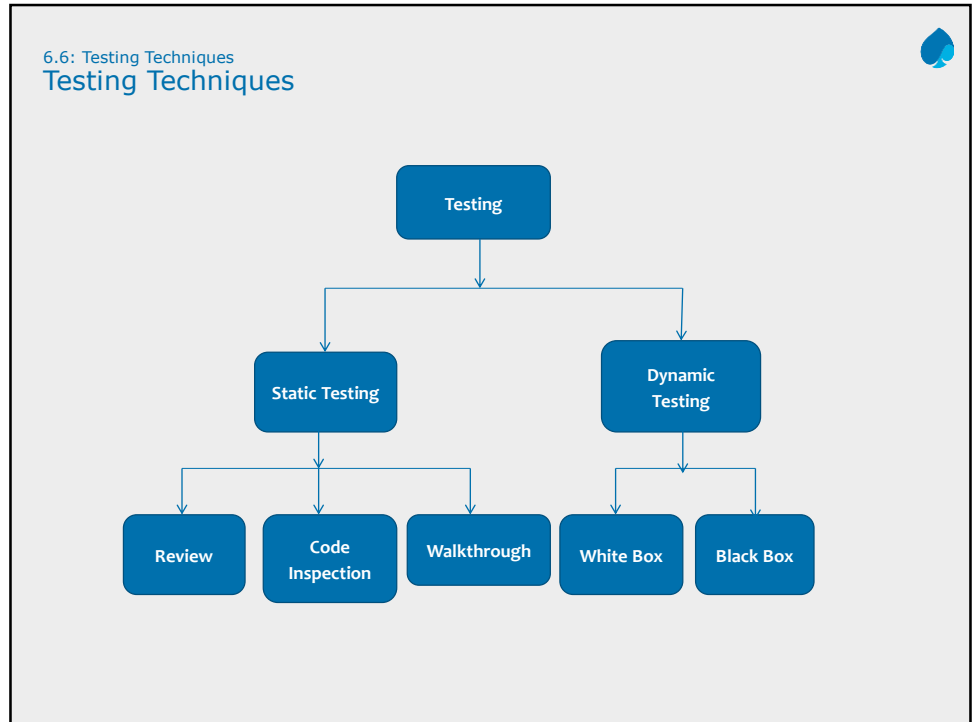 6.6: Testing Techniques
Testing Techniques
Testing
Static Testing
Dynamic
Testing
Review
Code
Inspection
Walkthrough
White Box
Black Box